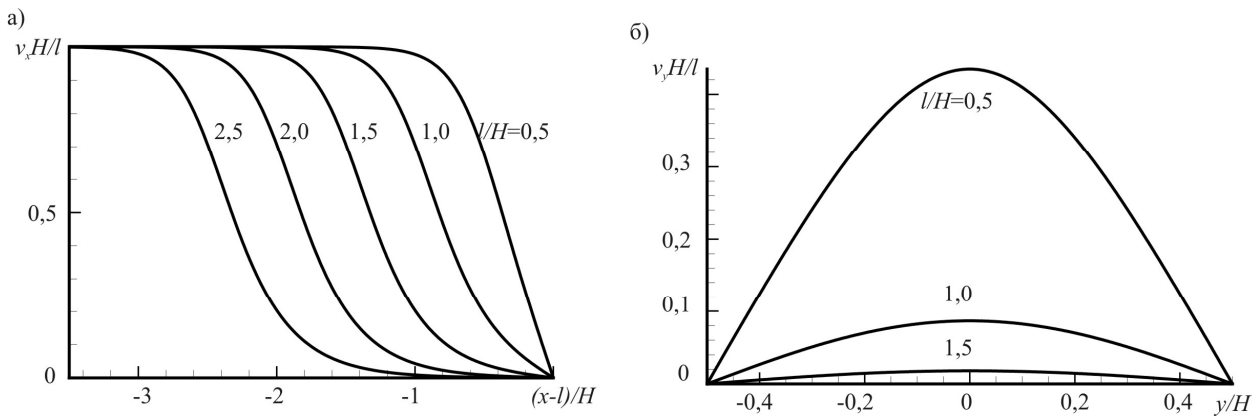 а)
vₓH/l
2,5
2,0
1,5
1,0
l/H=0,5
0,5
0
-3
-2
-1
(x-l)/H
б)
vᵧH/l
l/H=0,5
0,3
0,2
0,1
0
1,0
1,5
-0,4
-0,2
0
0,2
0,4
y/H